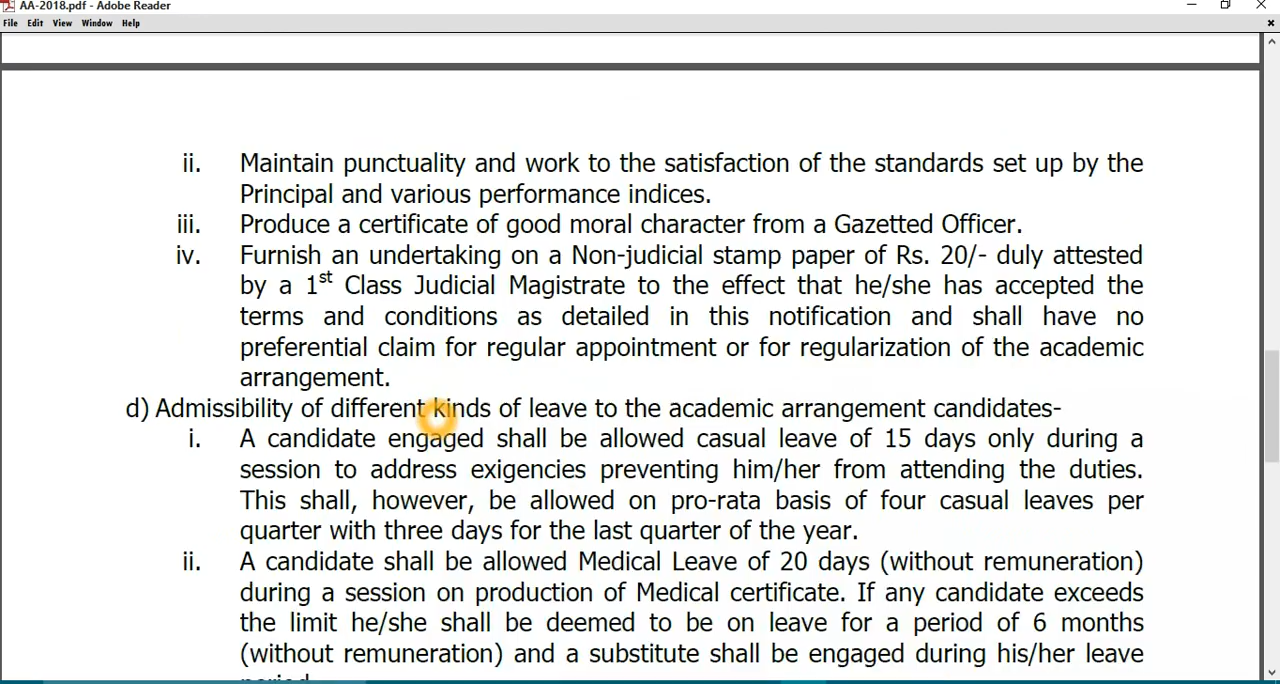 AA-2018.pdf - Adobe Reader
File Edit View Window Help
ii. Maintain punctuality and work to the satisfaction of the standards set up by the
Principal and various performance indices.
iii. Produce a certificate of good moral character from a Gazetted Officer.
iv. Furnish an undertaking on a Non-judicial stamp paper of Rs. 20/- duly attested
by a 1st Class Judicial Magistrate to the effect that he/she has accepted the
terms and conditions as detailed in this notification and shall have no
preferential claim for regular appointment or for regularization of the academic
arrangement.
d) Admissibility of different kinds of leave to the academic arrangement candidates-
i. A candidate engaged shall be allowed casual leave of 15 days only during a
session to address exigencies preventing him/her from attending the duties.
This shall, however, be allowed on pro-rata basis of four casual leaves per
quarter with three days for the last quarter of the year.
ii. A candidate shall be allowed Medical Leave of 20 days (without remuneration)
during a session on production of Medical certificate. If any candidate exceeds
the limit he/she shall be deemed to be on leave for a period of 6 months
(without remuneration) and a substitute shall be engaged during his/her leave